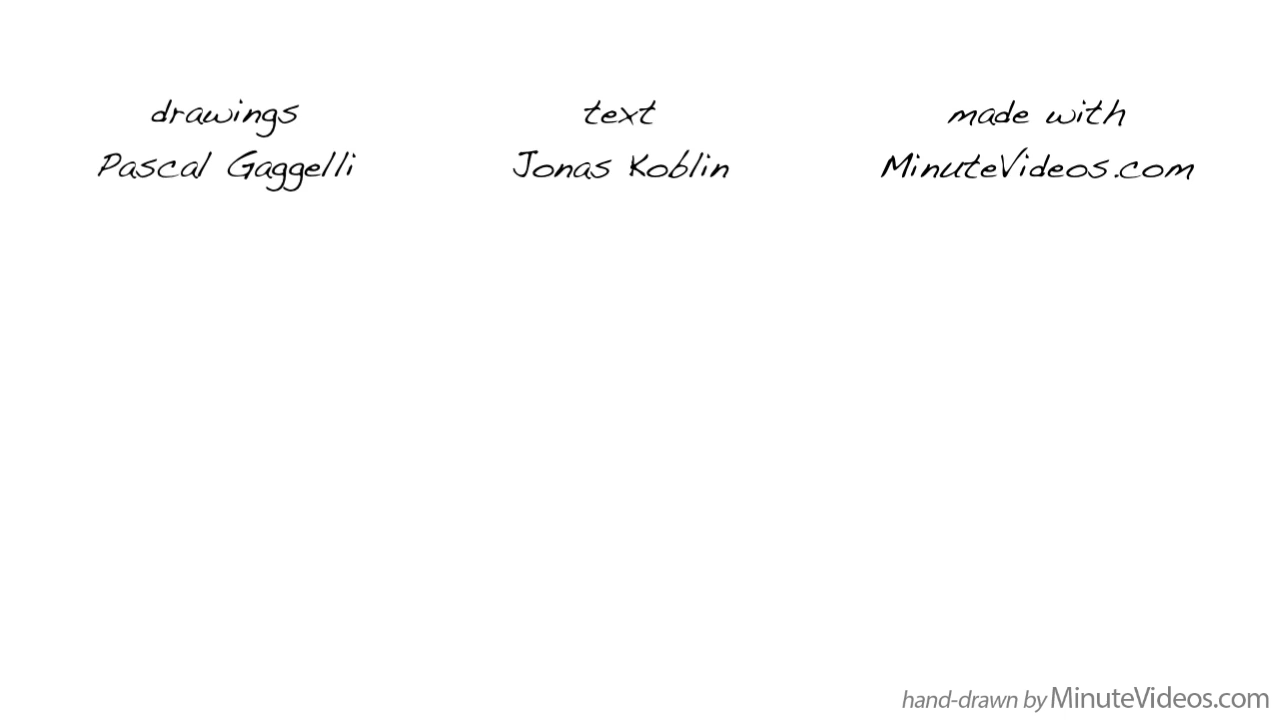 drawings
Pascal Gaggelli
text
Jonas Koblin
made with
MinuteVideos.com
hand-drawn by MinuteVideos.com